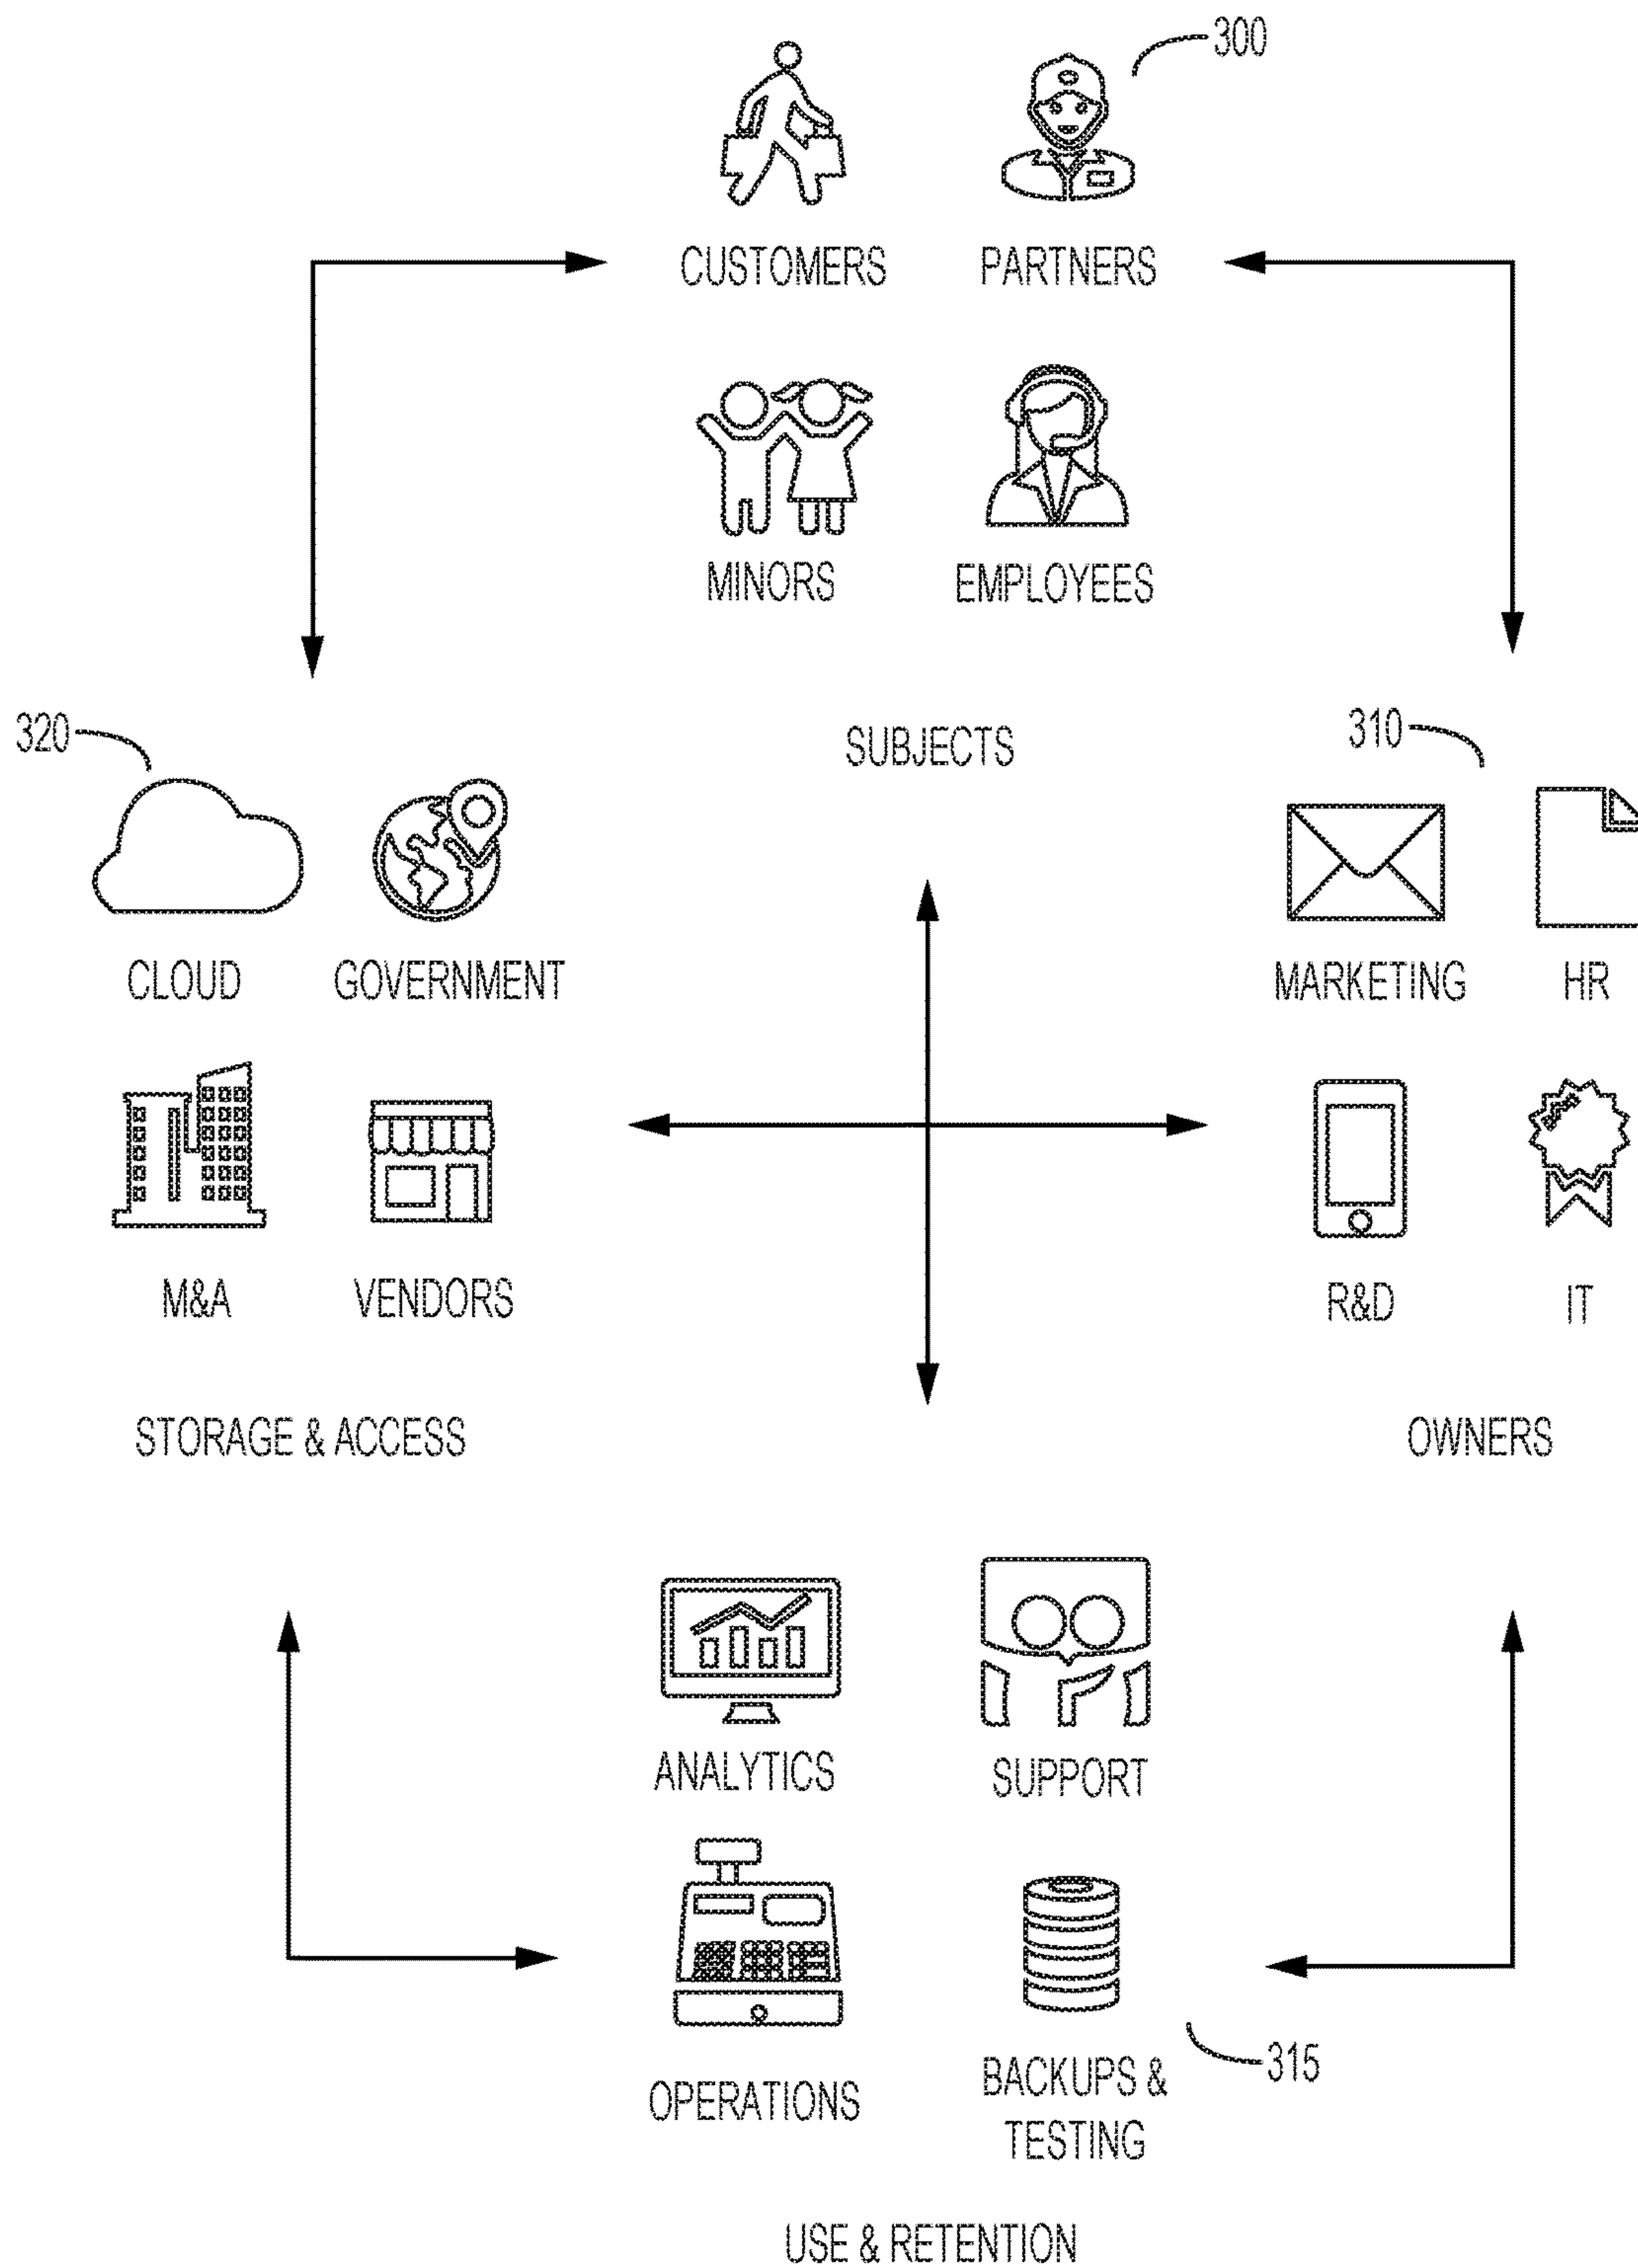 300
CUSTOMERS
PARTNERS
MINORS
EMPLOYEES
SUBJECTS
320
CLOUD
GOVERNMENT
M&A
VENDORS
STORAGE & ACCESS
310
MARKETING
HR
R&D
IT
OWNERS
ANALYTICS
SUPPORT
OPERATIONS
BACKUPS &
TESTING
315
USE & RETENTION